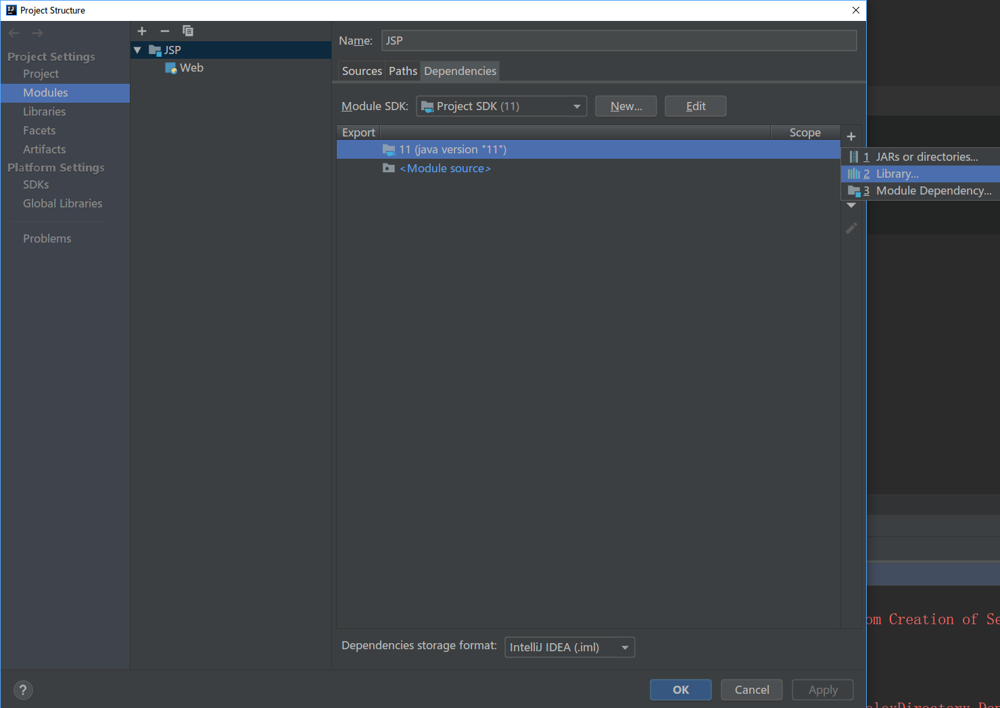 Project Structure
Project Settings
Project
Modules
Libraries
Facets
Artifacts
Platform Settings
SDKs
Global Libraries
Problems
JSP
Web
Name: JSP
Sources Paths Dependencies
Module SDK: Project SDK (11) New... Edit
Export Scope
11 (java version "11")
<Module source>
1 JARs or directories...
2 Library...
3 Module Dependency...
Creation of
Dependencies storage format: IntelliJ IDEA (.iml)
? OK Cancel Apply